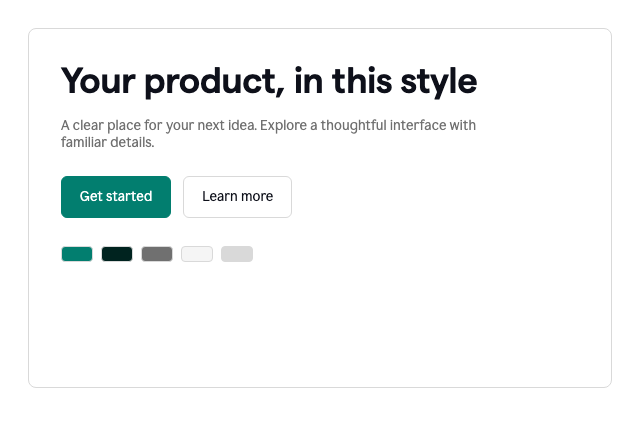 Your product, in this style
A clear place for your next idea. Explore a thoughtful interface with
familiar details.
Get started
Learn more